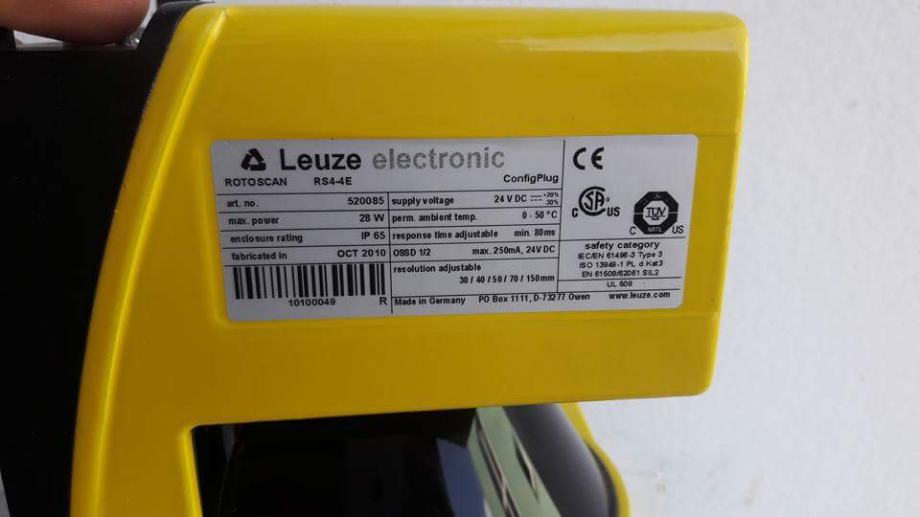 Leuze electronic
ROTOSCAN RS4-4E ConfigPlug
art. no. 520085
max. power 28 W
enclosure rating IP 65
fabricated in OCT 2010
10100049 R
supply voltage 24 V DC +20% -30%
perm. ambient temp. 0 - 50°C
response time adjustable min. 80ms
OSSD 1/2 max. 250mA, 24V DC
resolution adjustable
30 / 40 / 50 / 70 / 150mm
Made in Germany PO Box 1111, D-73277 Owen www.leuze.com
CE
C SA ® US
TÜV
NRTL
C US
safety category
IEC/EN 61496-3 Type 3
ISO 13849-1 PL d Kat3
EN 61508/62061 SIL2
UL 508